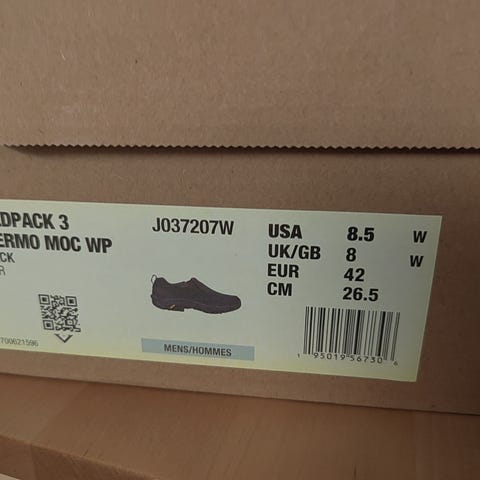 EDPACK 3
ERMO MOC WP
CK
R
J037207W
USA 8.5 W
UK/GB 8 W
EUR 42
CM 26.5
700621596
MENS/HOMMES
1 95019 56730 6